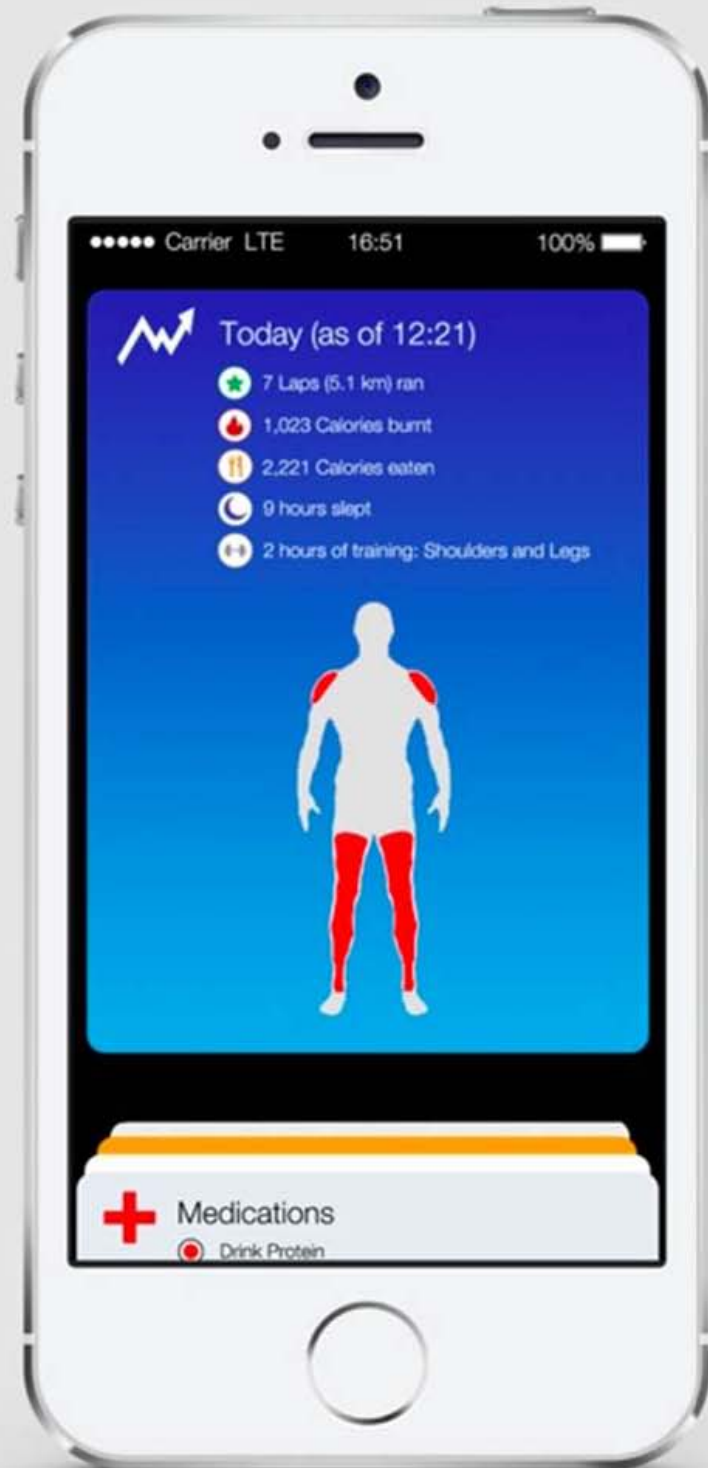 Carrier LTE 16:51 100%
Today (as of 12:21)
7 Laps (5.1 km) ran
1,023 Calories burnt
2,221 Calories eaten
9 hours slept
2 hours of training: Shoulders and Legs
Medications
Drink Protein